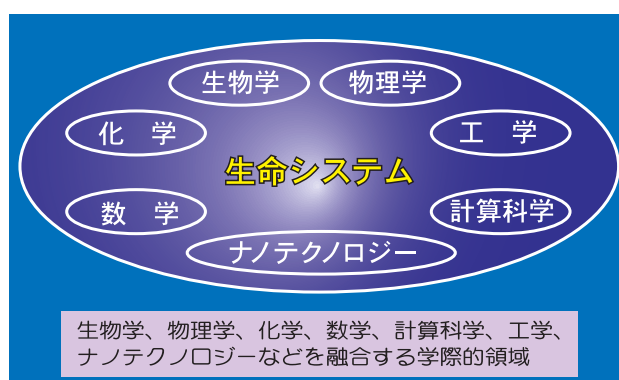 生物学
物理学
化 学
工 学
生命システム
数 学
計算科学
ナノテクノロジー
生物学、物理学、化学、数学、計算科学、工学、
ナノテクノロジーなどを融合する学際的領域